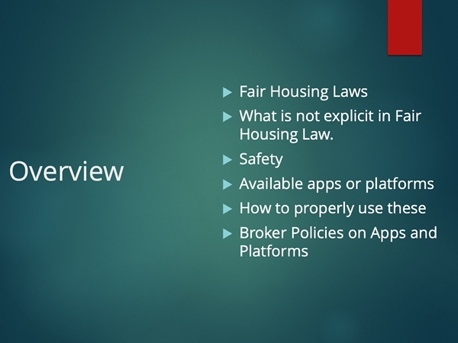 Overview
Fair Housing Laws
What is not explicit in Fair
Housing Law.
Safety
Available apps or platforms
How to properly use these
Broker Policies on Apps and
Platforms